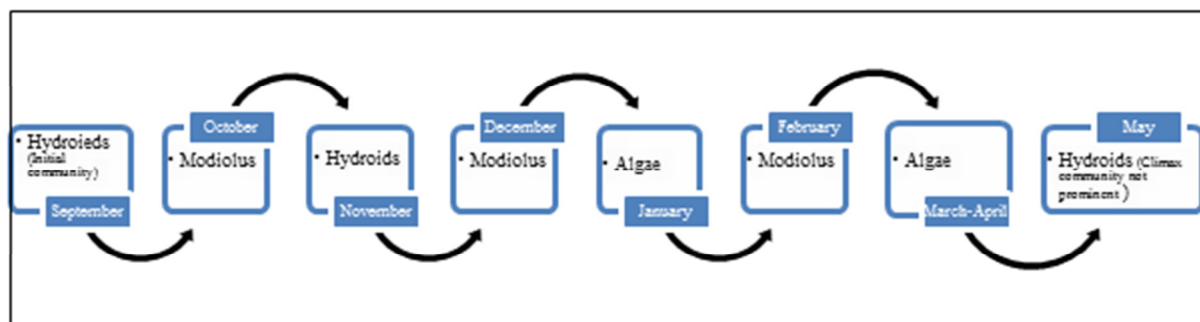 • Hydroieds
(Initial
community)
September
October
• Modiolus
• Hydroids
November
December
• Modiolus
• Algae
January
February
• Modiolus
• Algae
March-April
May
• Hydroids (Climax
community not
prominent )